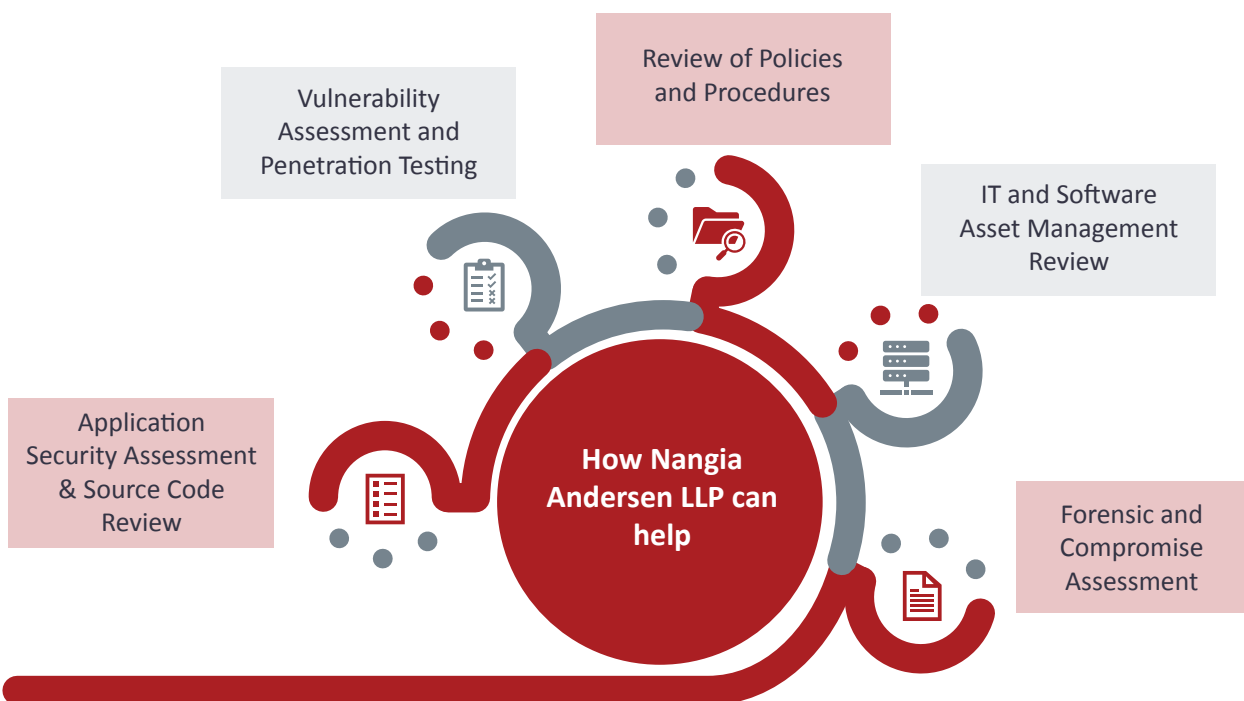 Review of Policies
and Procedures
Vulnerability
Assessment and
Penetration Testing
IT and Software
Asset Management
Review
Application
Security Assessment
& Source Code
Review
How Nangia
Andersen LLP can
help
Forensic and
Compromise
Assessment